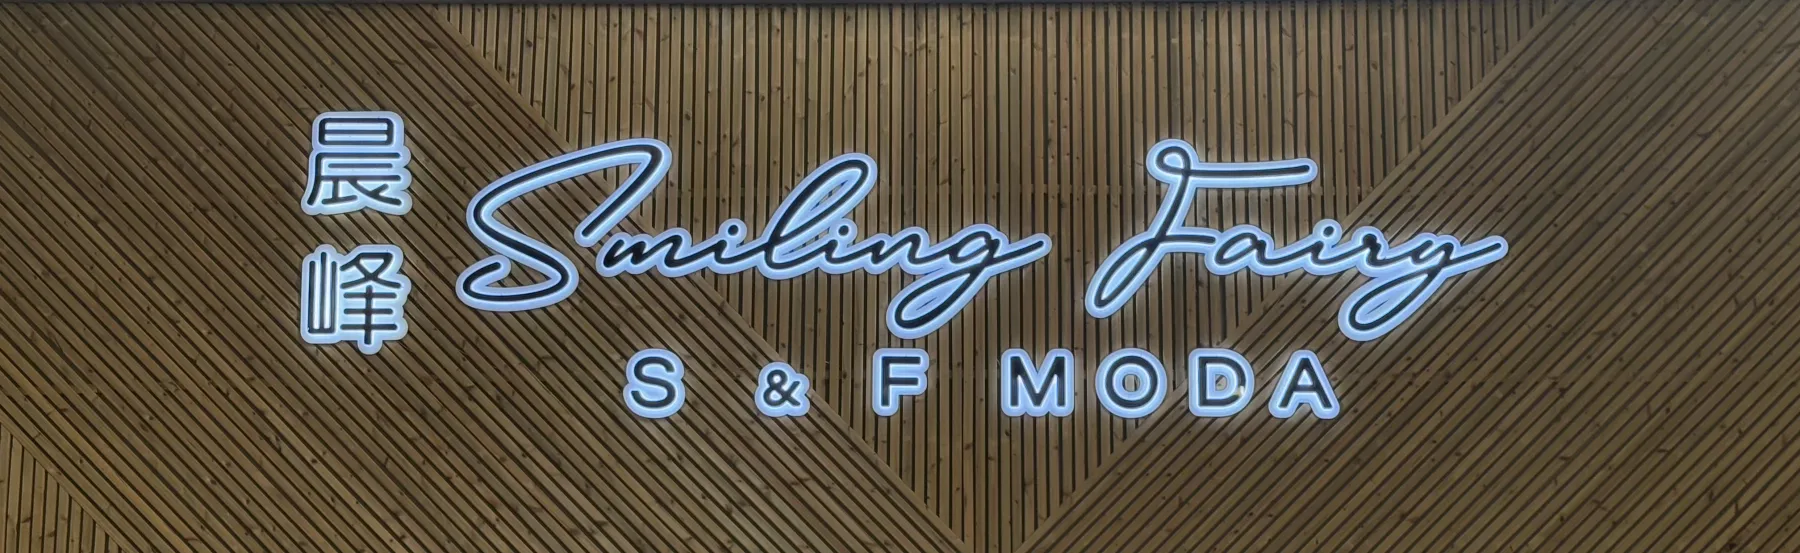 晨峰
Smiling Fairy
S & F MODA